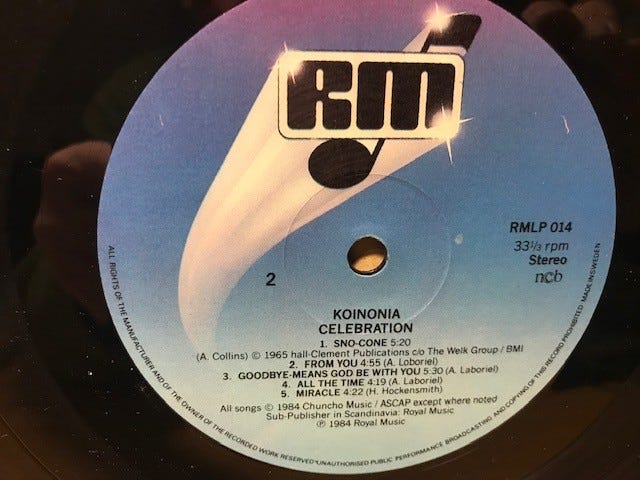 RM
RMLP 014
33⅓ rpm
Stereo
ncb
2
KOINONIA
CELEBRATION
1. SNO-CONE 5:20
(A. Collins) © 1965 hall-Clement Publications c/o The Welk Group / BMI
2. FROM YOU 4:55 (A. Loboriel)
3. GOODBYE-MEANS GOD BE WITH YOU 5:30 (A. Laboriel)
4. ALL THE TIME 4:19 (A. Laboriel)
5. MIRACLE 4:22 (H. Hockensmith)
All songs © 1984 Chuncho Music / ASCAP except where noted
Sub-Publisher in Scandinavia: Royal Music
℗ 1984 Royal Music
ALL RIGHTS OF THE MANUFACTURER AND OF THE OWNER OF THE RECORDED WORK RESERVED*UNAUTHORISED PUBLIC PERFORMANCE BROADCASTING AND COPYING OF THIS RECORD PROHIBITED MADE IN SWEDEN